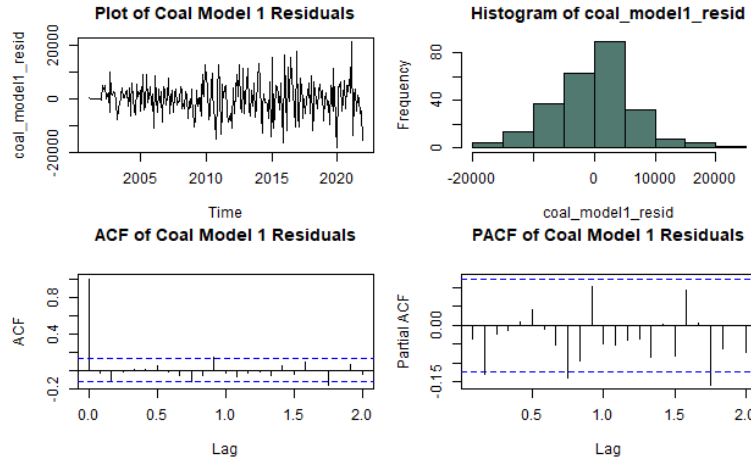 Plot of Coal Model 1 Residuals
coal_model1_resid
-20000 0 20000
2005 2010 2015 2020
Time
Histogram of coal_model1_resid
Frequency
0 40 80
-20000 0 10000 20000
coal_model1_resid
ACF of Coal Model 1 Residuals
ACF
-0.2 0.4 0.8
0.0 0.5 1.0 1.5 2.0
Lag
PACF of Coal Model 1 Residuals
Partial ACF
-0.15 0.00
0.5 1.0 1.5 2.0
Lag